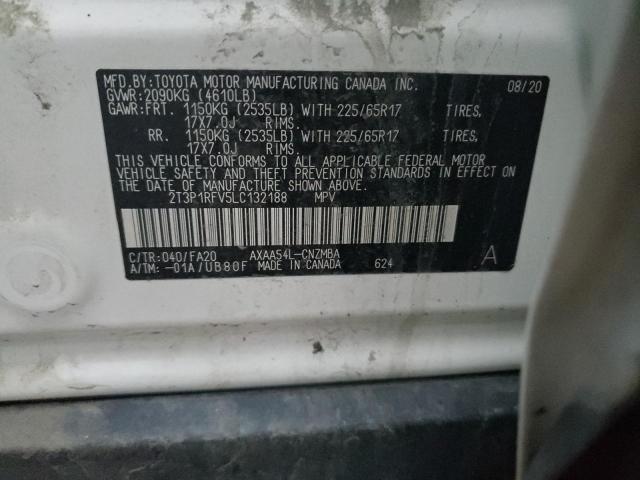 MFD.BY:TOYOTA MOTOR MANUFACTURING CANADA INC. 08/20
GVWR:2090KG (4610LB)
GAWR:FRT. 1150KG (2535LB) WITH 225/65R17 TIRES,
17X7.0J RIMS.
RR. 1150KG (2535LB) WITH 225/65R17 TIRES,
17X7.0J RIMS.
THIS VEHICLE CONFORMS TO ALL APPLICABLE FEDERAL MOTOR
VEHICLE SAFETY AND THEFT PREVENTION STANDARDS IN EFFECT ON
THE DATE OF MANUFACTURE SHOWN ABOVE.
2T3P1RFV5LC132188 MPV
C/TR:040/FA20 AXAA54L-CNZMBA A
A/TM: -01A/UB80F MADE IN CANADA 624